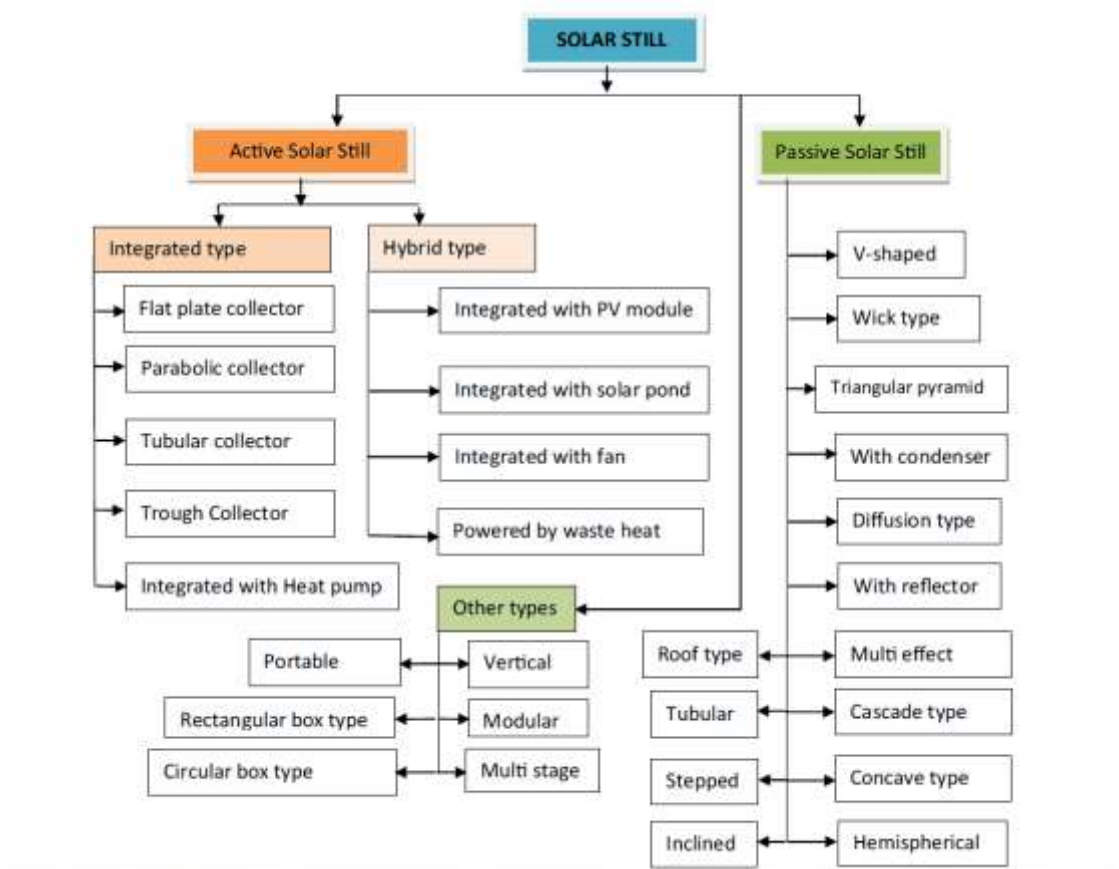 SOLAR STILL
Active Solar Still
Passive Solar Still
Integrated type
Hybrid type
Flat plate collector
Parabolic collector
Tubular collector
Trough Collector
Integrated with Heat pump
Integrated with PV module
Integrated with solar pond
Integrated with fan
Powered by waste heat
Other types
Portable
Vertical
Rectangular box type
Modular
Circular box type
Multi stage
V-shaped
Wick type
Triangular pyramid
With condenser
Diffusion type
With reflector
Roof type
Multi effect
Tubular
Cascade type
Stepped
Concave type
Inclined
Hemispherical